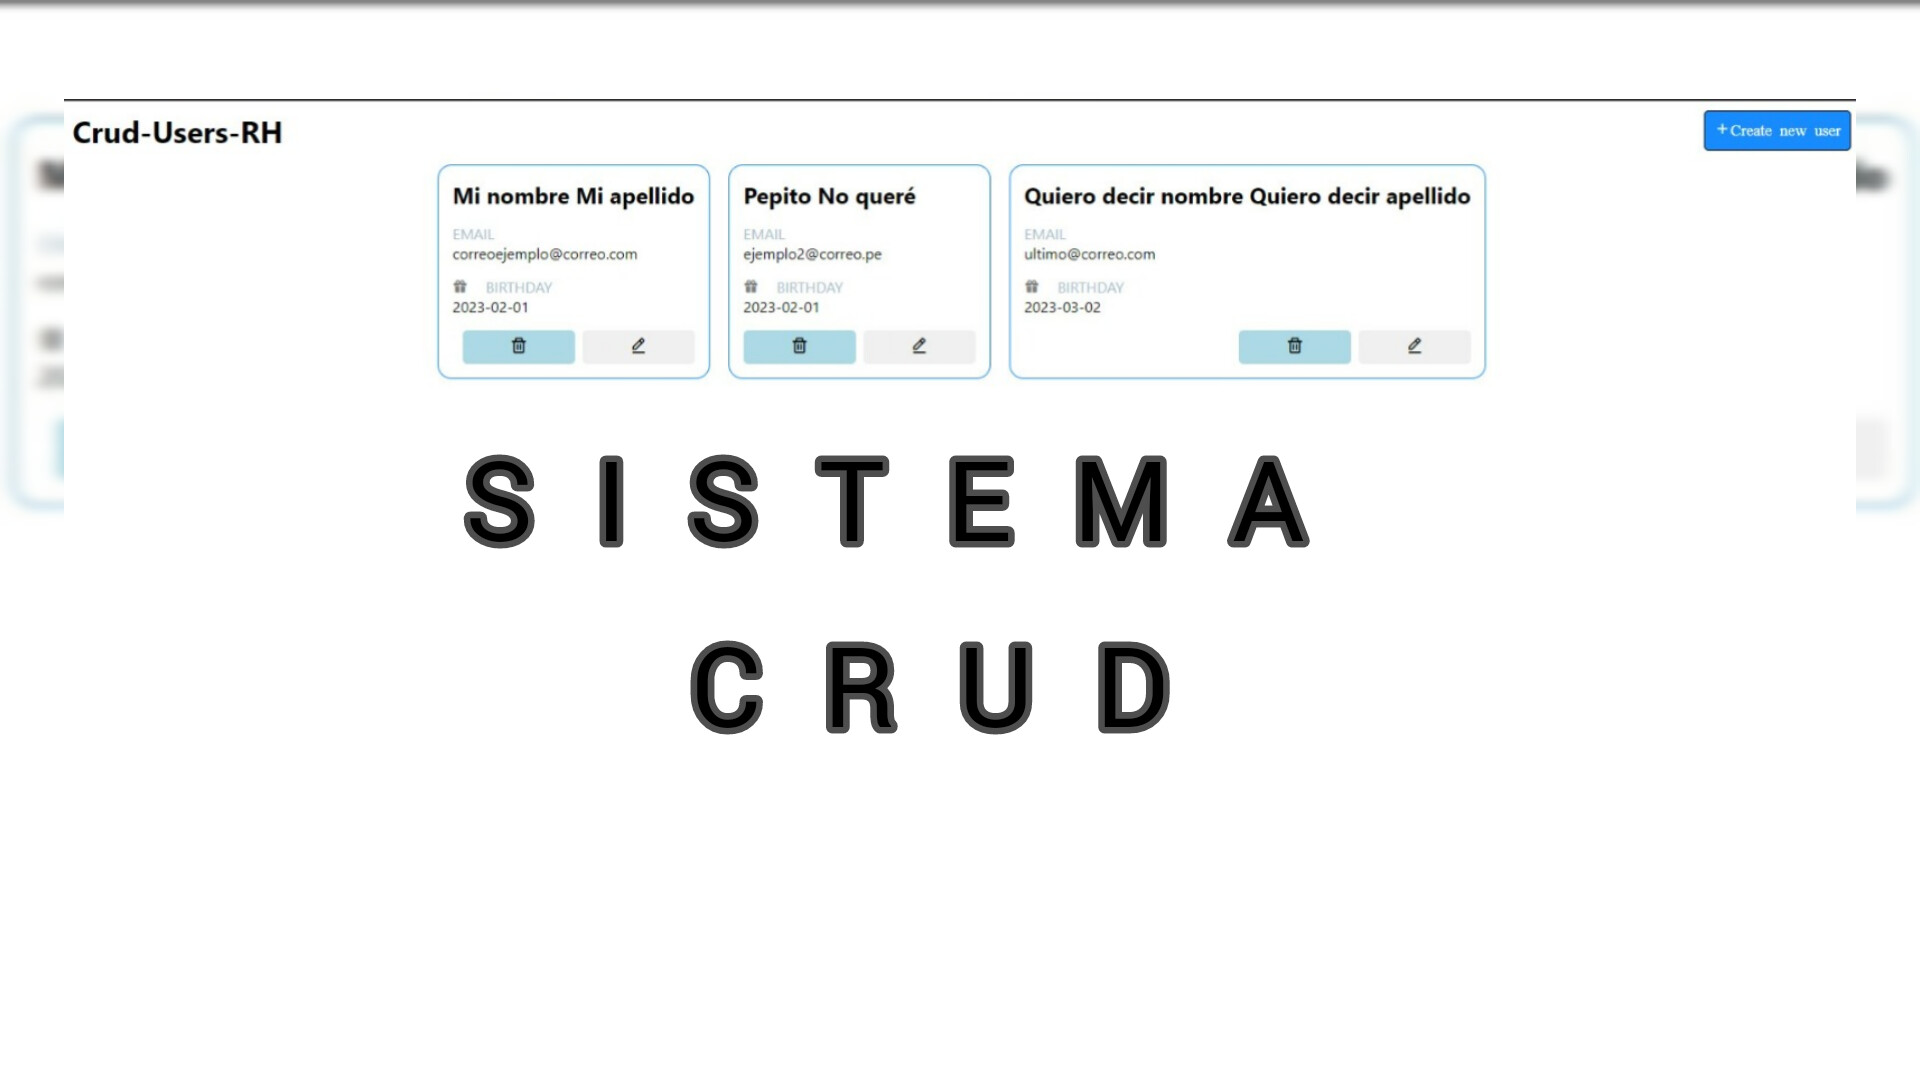 Crud-Users-RH
+Create new user
Mi nombre Mi apellido
EMAIL
correoejemplo@correo.com
BIRTHDAY
2023-02-01
Pepito No queré
EMAIL
ejemplo2@correo.pe
BIRTHDAY
2023-02-01
Quiero decir nombre Quiero decir apellido
EMAIL
ultimo@correo.com
BIRTHDAY
2023-03-02
SISTEMA
CRUD